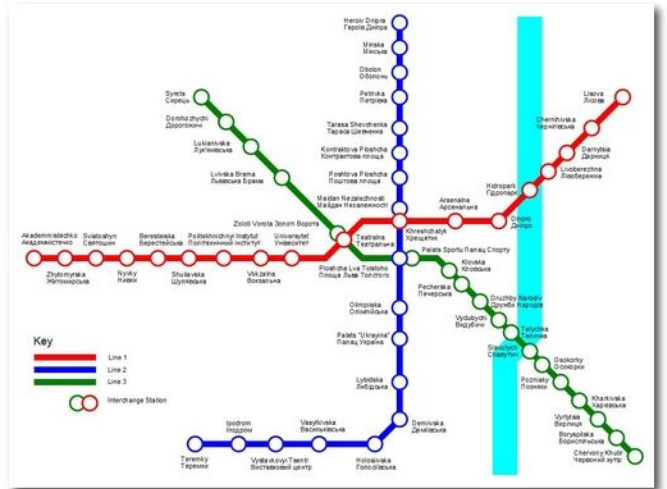 Heroiv Dnipra
Героїв Дніпра
Minska
Мінська
Obolon
Оболонь
Petrivka
Петрівка
Tarasa Shevchenka
Тараса Шевченка
Kontraktova Ploshcha
Контрактова площа
Poshtova Ploshcha
Поштова площа
Maidan Nezalezhnosti
Майдан Незалежності
Syrets
Сирець
Dorohozhychi
Дорогожичі
Lukianivska
Лук'янівська
Lvivska Brama
Львівська Брама
Zoloti Vorota Золоті Ворота
Lisova
Лісова
Chernihivska
Чернігівська
Darnytsia
Дарниця
Livoberezhna
Лівобережна
Hidropark
Гідропарк
Dnipro
Дніпро
Arsenalna
Арсенальна
Khreshchatyk
Хрещатик
Teatralna
Театральна
Akademmistechko
Академмістечко
Zhytomyrska
Житомирська
Sviatoshyn
Святошин
Nyvky
Нивки
Beresteiska
Берестейська
Shuliavska
Шулявська
Politekhnichnyi Instytut
Політехнічний інститут
Vokzalna
Вокзальна
Universytet
Університет
Ploshcha Lva Tolstoho
Площа Льва Толстого
Palats Sportu Палац Спорту
Klovska
Кловська
Pecherska
Печерська
Druzhby Narodiv
Дружби Народів
Vydubychi
Видубичі
Telychka
Теличка
Slavutych
Славутич
Osokorky
Осокорки
Pozniaky
Позняки
Kharkivska
Харківська
Vyrlytsia
Вирлиця
Boryspilska
Бориспільська
Chervony Khutir
Червоний хутір
Olimpiiska
Олімпійська
Palats "Ukrayina"
Палац Україна
Lybidska
Либідська
Demiivska
Деміївська
Holosiivska
Голосіївська
Vasylkivska
Васильківська
Vystavkovyi Tsentr
Виставковий центр
Ipodrom
Іподром
Teremky
Теремки
Key
Line 1
Line 2
Line 3
Interchange Station